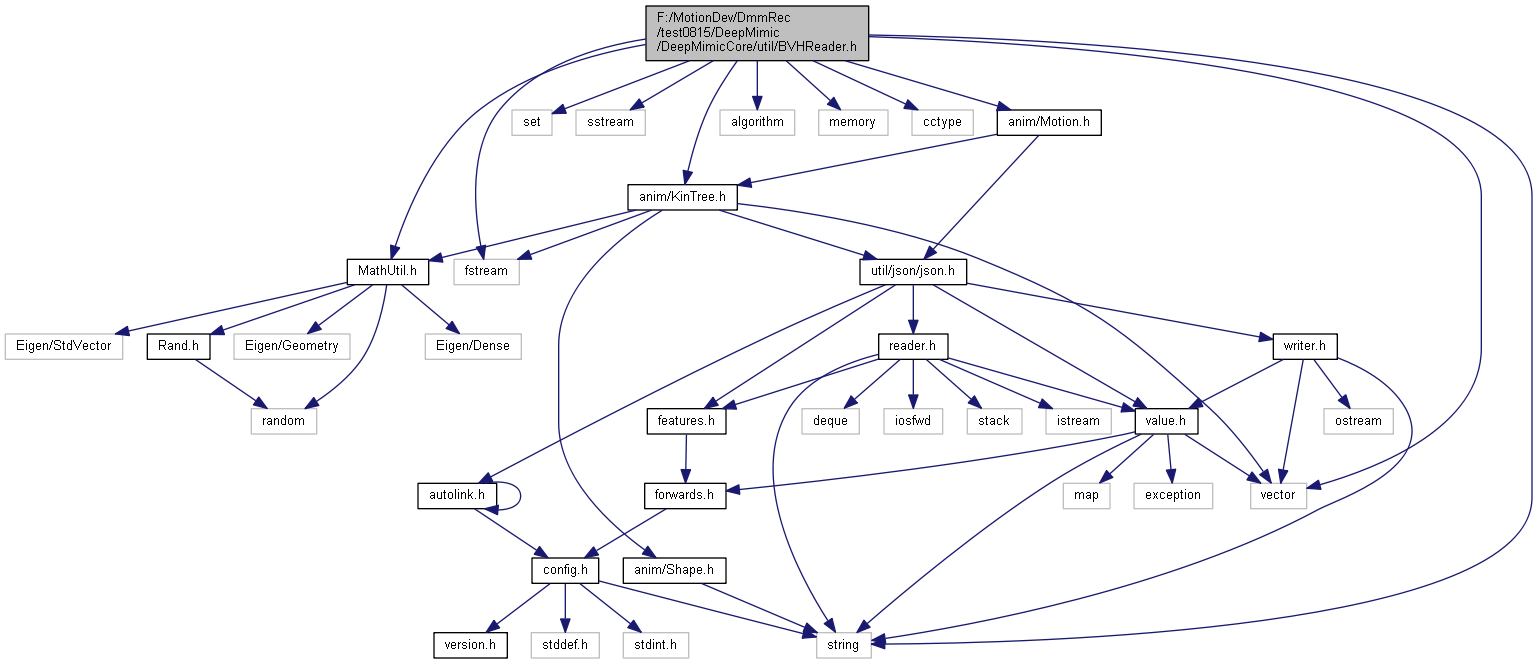 F:/MotionDev/DmmRec
/test0815/DeepMimic
/DeepMimicCore/util/BVHReader.h
set
sstream
algorithm
memory
cctype
anim/Motion.h
anim/KinTree.h
MathUtil.h
fstream
util/json/json.h
Eigen/StdVector
Rand.h
Eigen/Geometry
Eigen/Dense
reader.h
writer.h
random
features.h
deque
iosfwd
stack
istream
value.h
ostream
autolink.h
forwards.h
map
exception
vector
config.h
anim/Shape.h
version.h
stddef.h
stdint.h
string